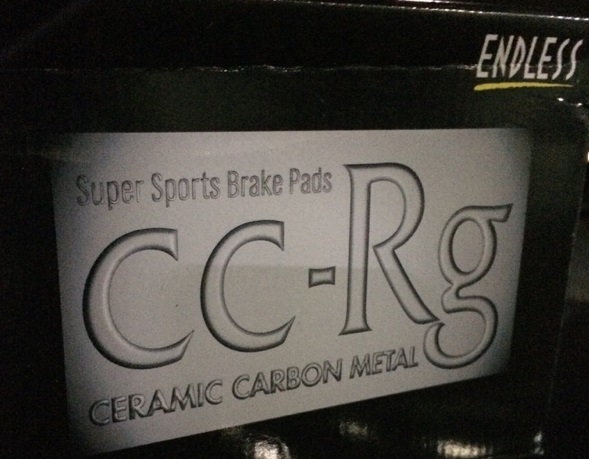 ENDLESS
Super Sports Brake Pads
CC-Rg
CERAMIC CARBON METAL